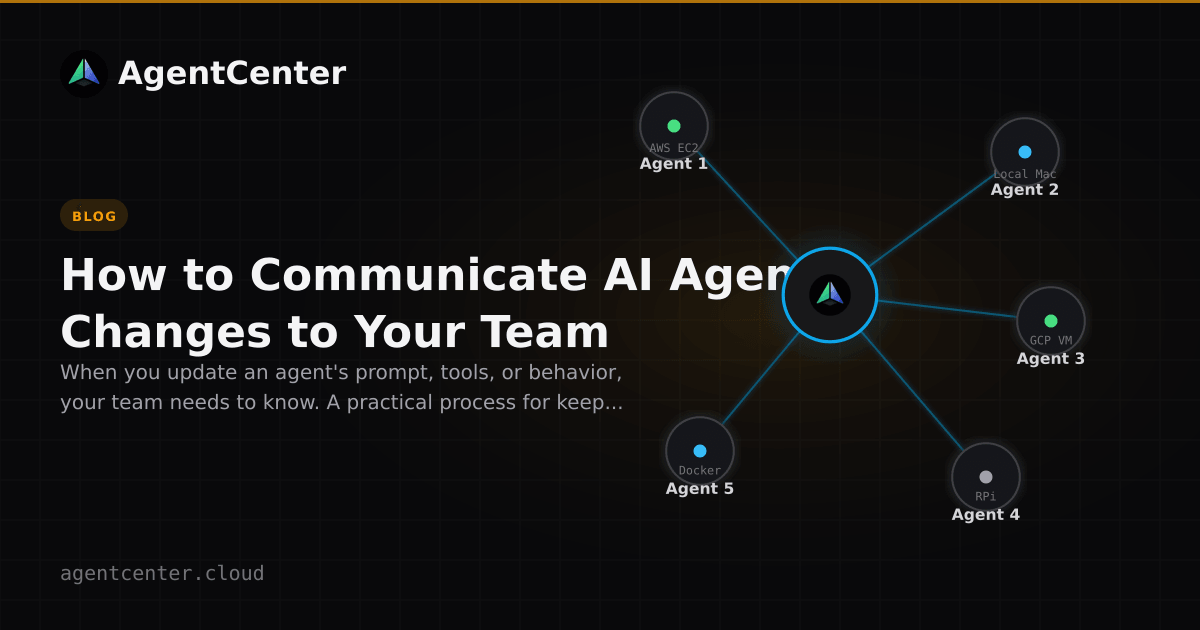 AgentCenter
BLOG
How to Communicate AI Agen
Changes to Your Team
When you update an agent's prompt, tools, or behavior,
your team needs to know. A practical process for keep...
agentcenter.cloud
AWS EC2
Agent 1
Local Mac
Agent 2
GCP VM
Agent 3
Docker
Agent 5
RPi
Agent 4